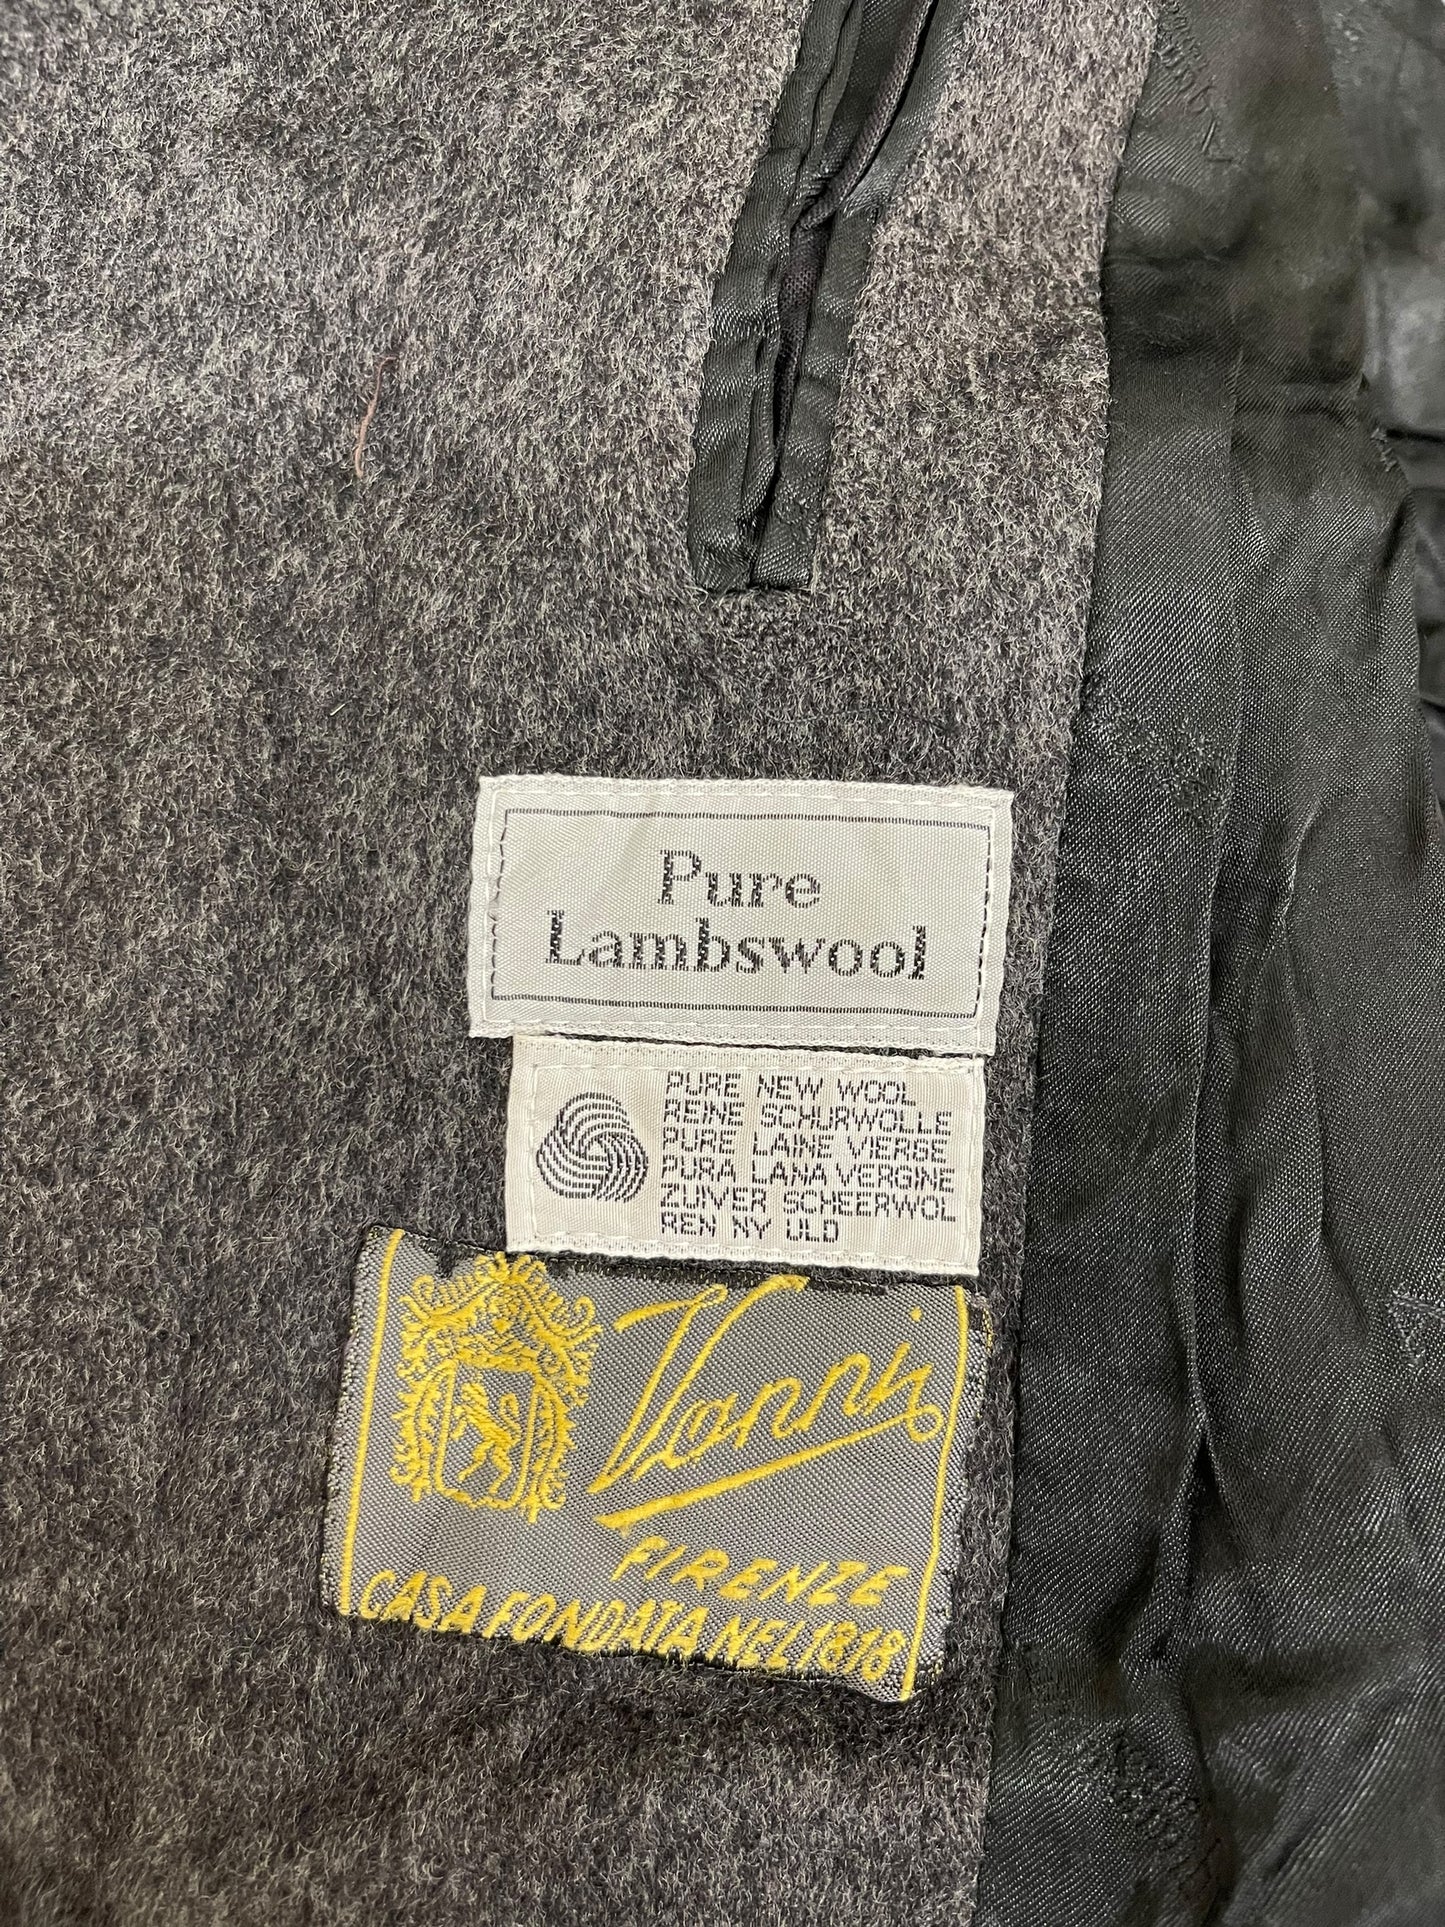 Pure
Lambswool
PURE NEW WOOL
REINE SCHURWOLLE
PURE LAINE VIERGE
PURA LANA VERGINE
ZUIVER SCHEERWOL
REN NY ULD
Vanni
FIRENZE
CASA FONDATA NEL 1818